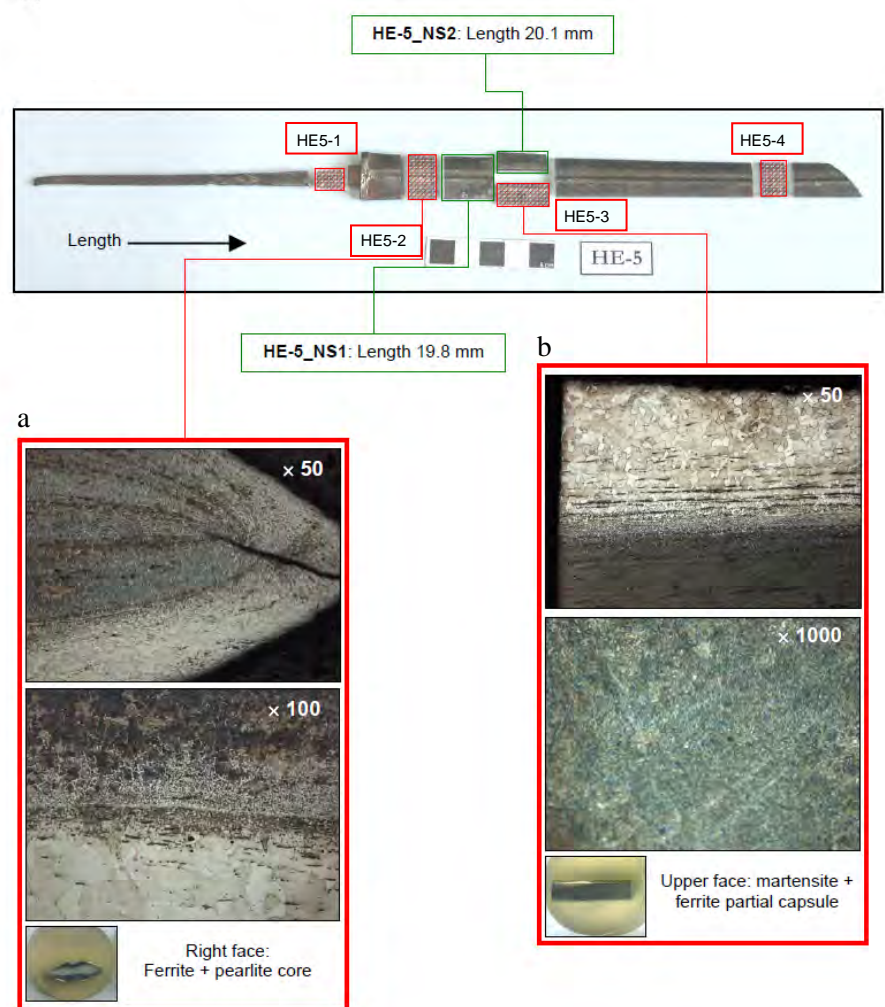 HE-5_NS2: Length 20.1 mm
HE5-1
HE5-4
HE5-3
HE5-2
Length
HE-5
HE-5_NS1: Length 19.8 mm
a
b
× 50
× 100
Right face:
Ferrite + pearlite core
× 50
× 1000
Upper face: martensite +
ferrite partial capsule